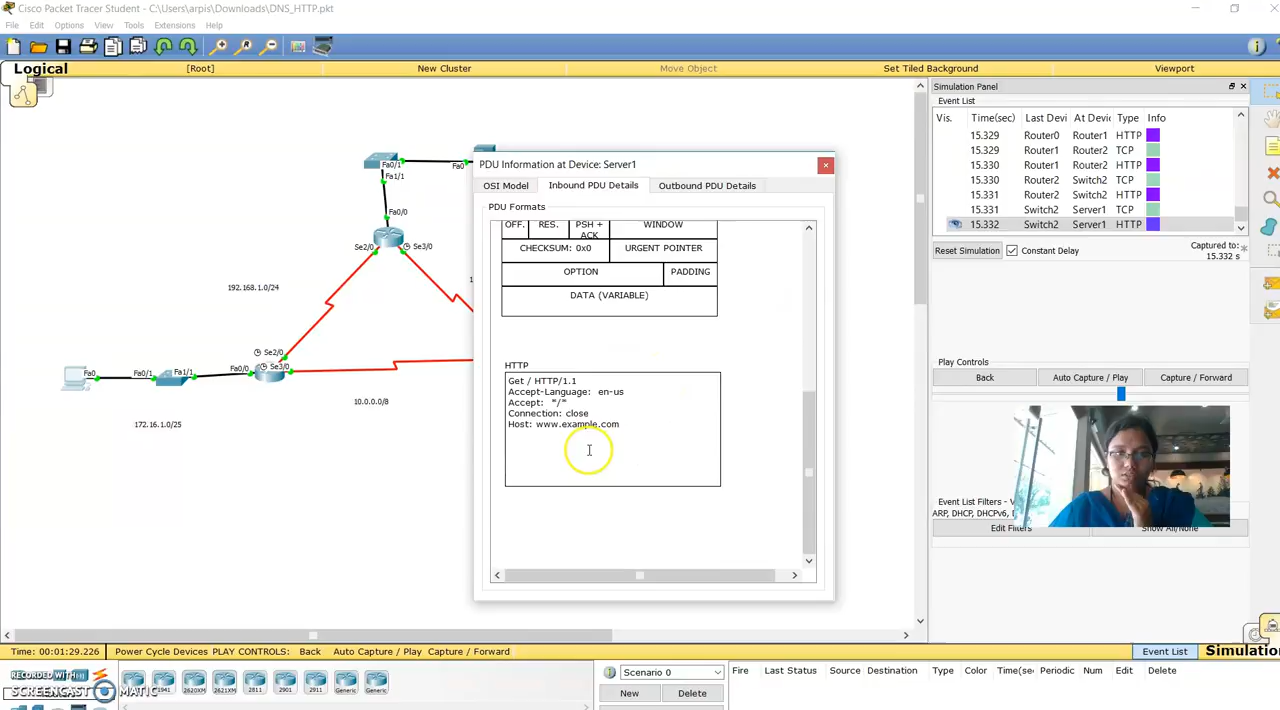 Cisco Packet Tracer Student - C:\Users\arpis\Downloads\DNS_HTTP.pkt
File Edit Options View Tools Extensions Help
Logical [Root] New Cluster Move Object Set Tiled Background Viewport
Simulation Panel
Event List
Vis. Time(sec) Last Devi At Devic Type Info
15.329 Router0 Router1 HTTP
15.329 Router1 Router2 TCP
15.330 Router1 Router2 HTTP
15.330 Router2 Switch2 TCP
15.331 Router2 Switch2 HTTP
15.331 Switch2 Server1 TCP
15.332 Switch2 Server1 HTTP
Reset Simulation Constant Delay Captured to:
15.332 s
Play Controls
Back Auto Capture / Play Capture / Forward
Event List Filters - V
ARP, DHCP, DHCPv6,
Edit Filters Show All/None
Fa0/1 Fa0
Fa1/1
Fa0/0
Se2/0 Se3/0
192.168.1.0/24
Se2/0
Fa0 Fa1/1 Fa0/0 Se3/0
10.0.0.0/8
172.16.1.0/25
PDU Information at Device: Server1
OSI Model Inbound PDU Details Outbound PDU Details
PDU Formats
OFF. RES. PSH + ACK WINDOW
CHECKSUM: 0x0 URGENT POINTER
OPTION PADDING
DATA (VARIABLE)
HTTP
Get / HTTP/1.1
Accept-Language: en-us
Accept: */*
Connection: close
Host: www.example.com
Time: 00:01:29.226 Power Cycle Devices PLAY CONTROLS: Back Auto Capture / Play Capture / Forward Event List Simulation
RECORDED WITH
SCREENCAST MATIC
1941 2620XM 2621XM 2811 2901 2911 Generic Generic
Scenario 0
New Delete
Fire Last Status Source Destination Type Color Time(sec Periodic Num Edit Delete